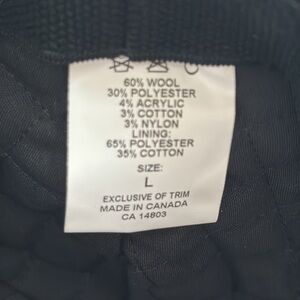 60% WOOL
30% POLYESTER
4% ACRYLIC
3% COTTON
3% NYLON
LINING:
65% POLYESTER
35% COTTON
SIZE:
L
EXCLUSIVE OF TRIM
MADE IN CANADA
CA 14803